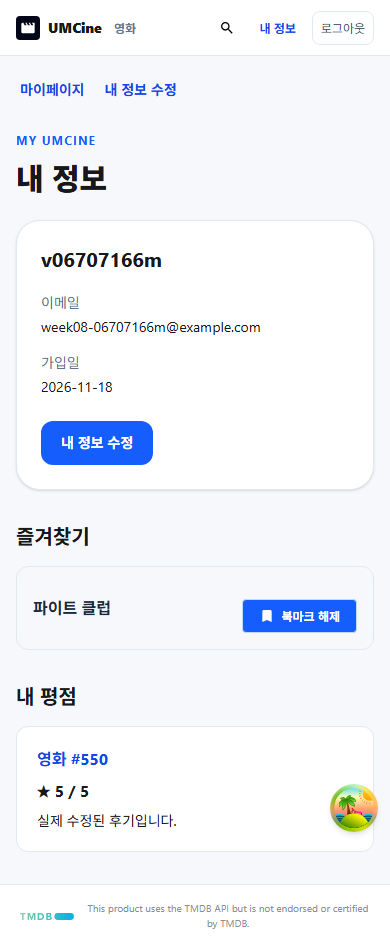 UMCine 영화 내 정보 로그아웃
마이페이지 내 정보 수정
MY UMCINE
내 정보
v06707166m
이메일
week08-06707166m@example.com
가입일
2026-11-18
내 정보 수정
즐겨찾기
파이트 클럽
북마크 해제
내 평점
영화 #550
★ 5 / 5
실제 수정된 후기입니다.
TMDB
This product uses the TMDB API but is not endorsed or certified
by TMDB.